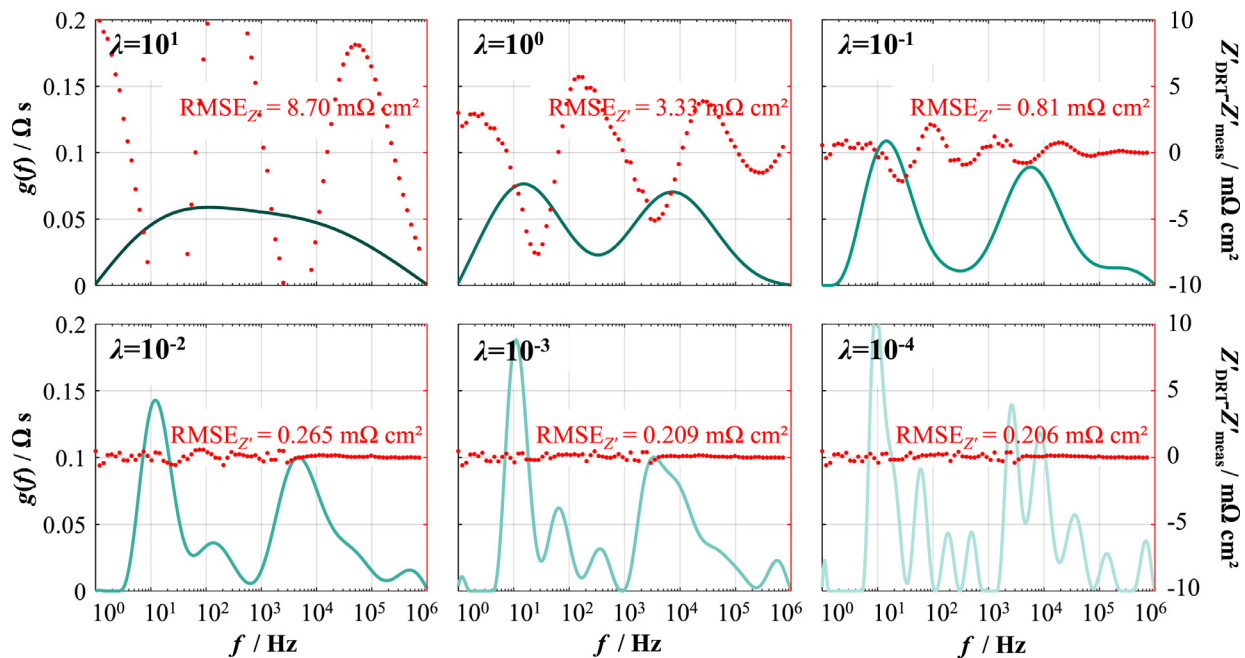 λ=10¹
RMSE_Z′ = 8.70 mΩ cm²
0.2
0.15
0.1
0.05
0
g(f) / Ω s
λ=10⁰
RMSE_Z′ = 3.33 mΩ cm²
λ=10⁻¹
RMSE_Z′ = 0.81 mΩ cm²
10
5
0
-5
-10
Z′DRT-Z′meas / mΩ cm²
λ=10⁻²
RMSE_Z′ = 0.265 mΩ cm²
0.2
0.15
0.1
0.05
0
g(f) / Ω s
10⁰ 10¹ 10² 10³ 10⁴ 10⁵ 10⁶
f / Hz
λ=10⁻³
RMSE_Z′ = 0.209 mΩ cm²
10⁰ 10¹ 10² 10³ 10⁴ 10⁵ 10⁶
f / Hz
λ=10⁻⁴
RMSE_Z′ = 0.206 mΩ cm²
10⁰ 10¹ 10² 10³ 10⁴ 10⁵ 10⁶
f / Hz
10
5
0
-5
-10
Z′DRT-Z′meas / mΩ cm²